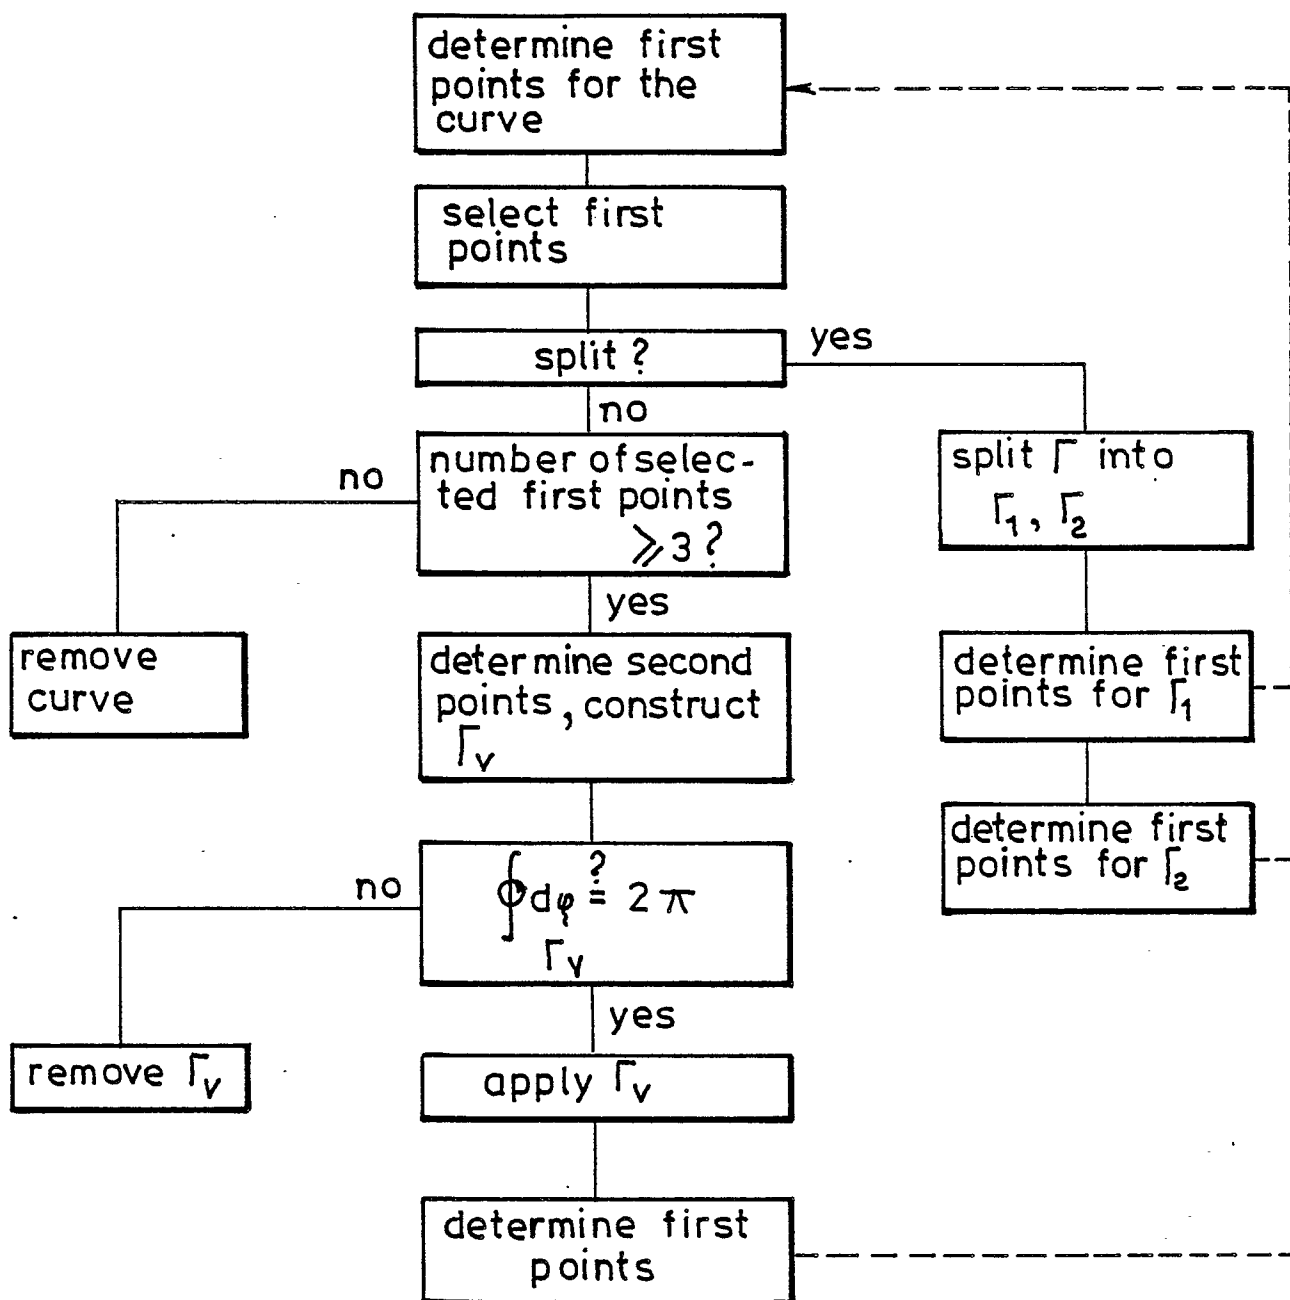 determine first
points for the
curve
select first
points
split ?
yes
no
number of selec-
ted first points
⩾3 ?
no
yes
split Γ into
Γ₁, Γ₂
remove
curve
determine second
points, construct
Γᵥ
determine first
points for Γ₁
determine first
points for Γ₂
∮dφ ≟ 2π
Γᵥ
no
yes
remove Γᵥ
apply Γᵥ
determine first
points